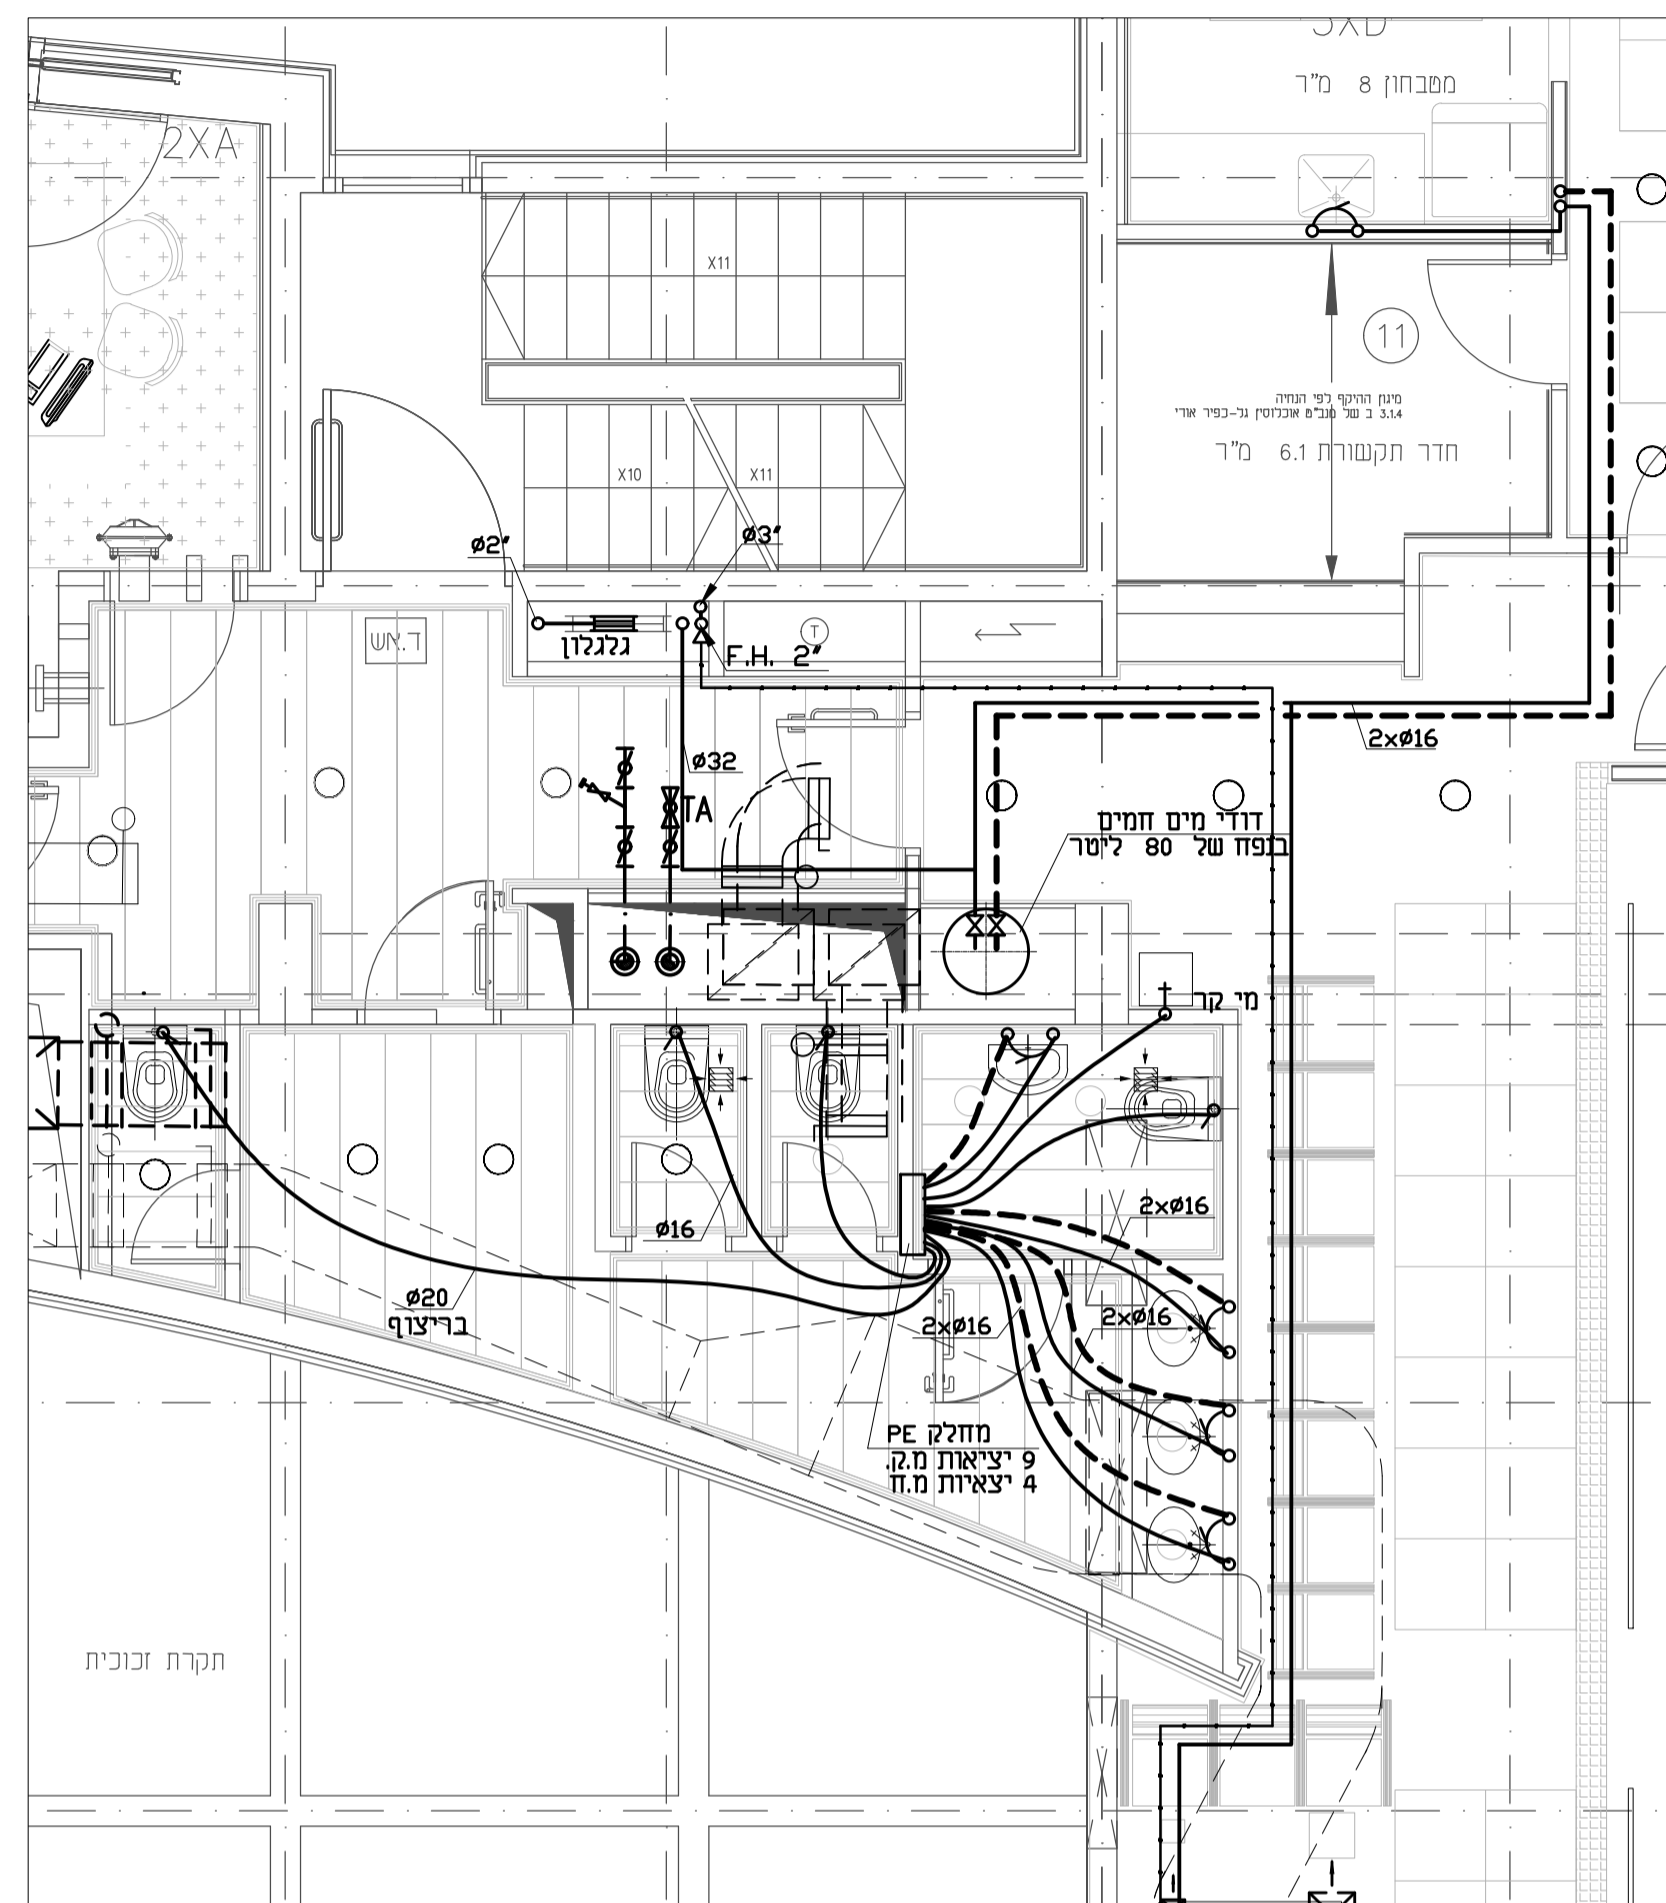 מטבחון 8 מ"ר
2XA
X11
11
מיגון ההיקף לפי הנחיה
3.1.4 ב של מנב"ט אוכלוסין גל-כפיר אורי
חדר תקשורת 6.1 מ"ר
X10
X11
ø2"
ø3"
גלגלון
F.H. 2"
T
ד.אש
2xø16
ø32
TA
דודי מים חמים
בנפח של 80 ליטר
מי קר
ø16
2xø16
ø20
בריצוף
2xø16
2xø16
מחלק PE
9 יציאות מ.ק.
4 יצאיות מ.ח
תקרת זכוכית